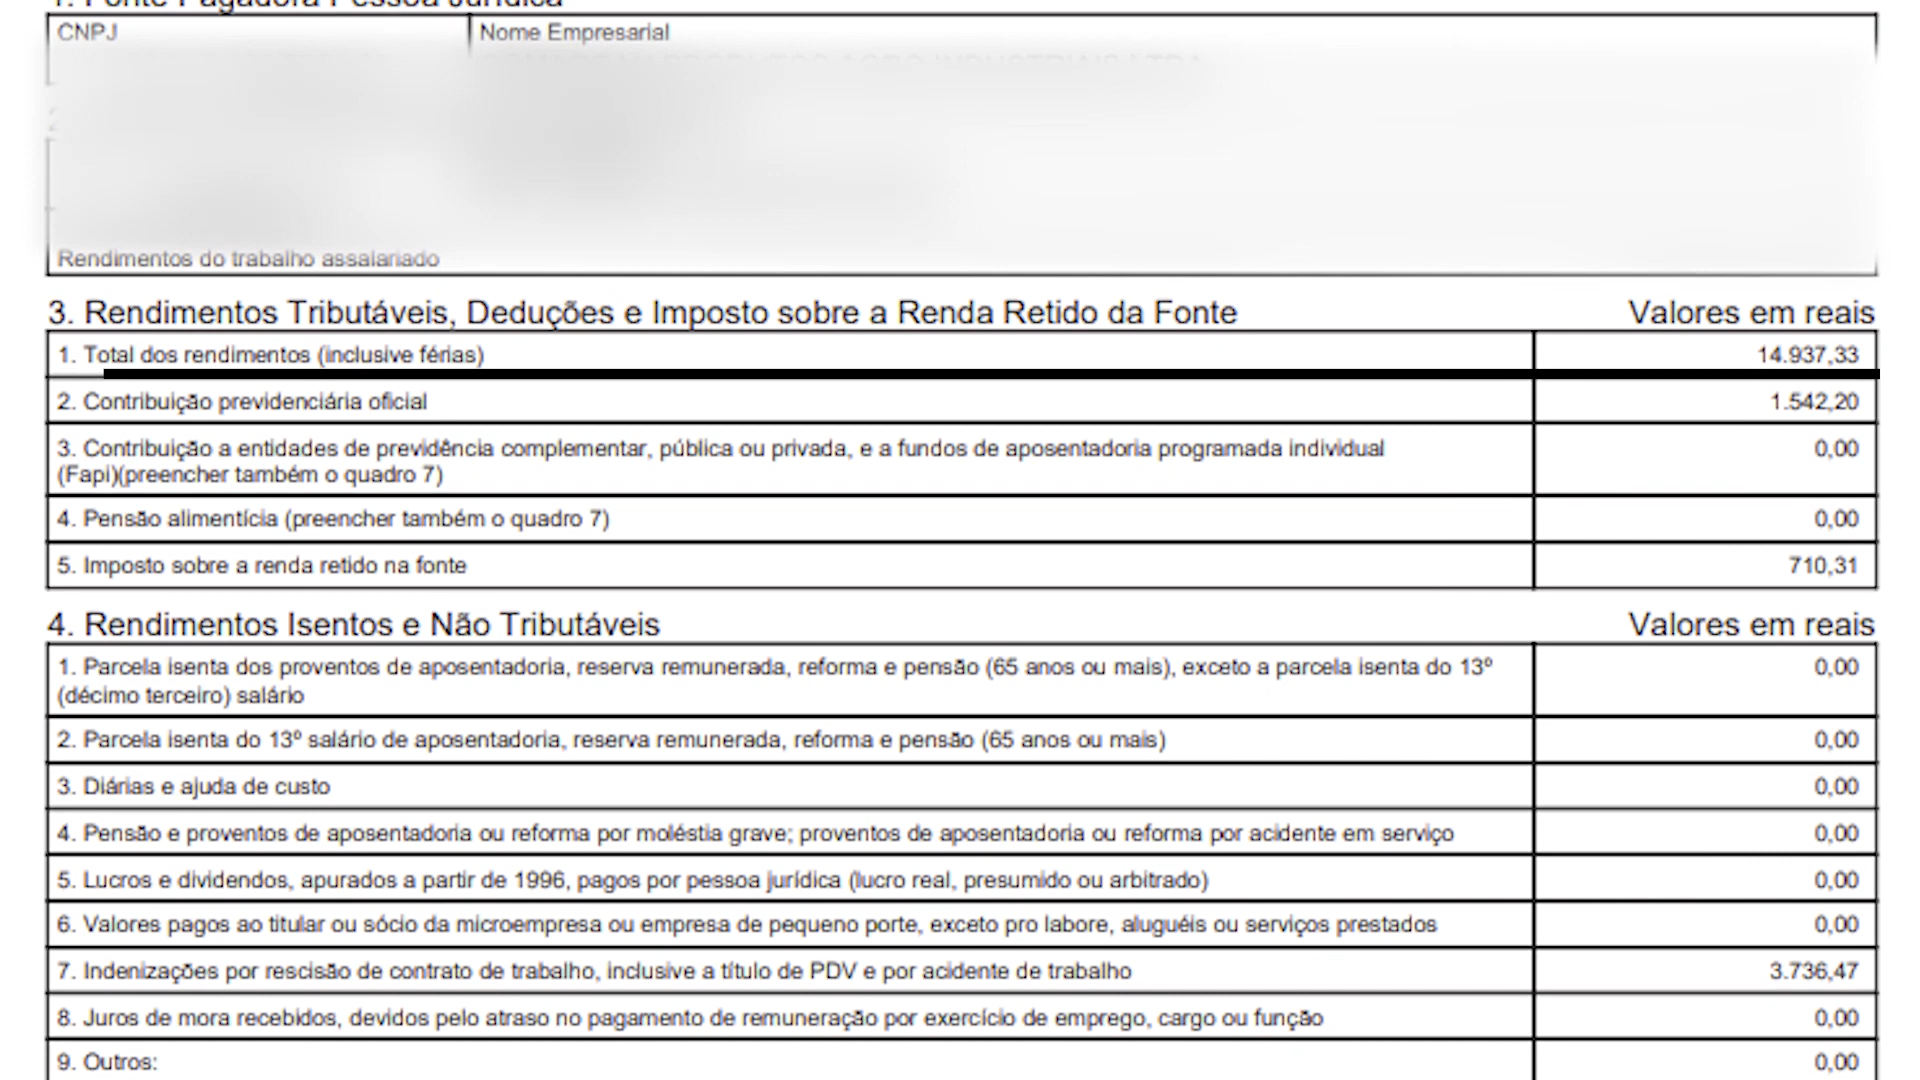 1. Fonte Pagadora Pessoa Jurídica
CNPJ
Nome Empresarial
Rendimentos do trabalho assalariado
3. Rendimentos Tributáveis, Deduções e Imposto sobre a Renda Retido da Fonte
Valores em reais
1. Total dos rendimentos (inclusive férias)
14.937,33
2. Contribuição previdenciária oficial
1.542,20
3. Contribuição a entidades de previdência complementar, pública ou privada, e a fundos de aposentadoria programada individual
(Fapi)(preencher também o quadro 7)
0,00
4. Pensão alimentícia (preencher também o quadro 7)
0,00
5. Imposto sobre a renda retido na fonte
710,31
4. Rendimentos Isentos e Não Tributáveis
Valores em reais
1. Parcela isenta dos proventos de aposentadoria, reserva remunerada, reforma e pensão (65 anos ou mais), exceto a parcela isenta do 13º
(décimo terceiro) salário
0,00
2. Parcela isenta do 13º salário de aposentadoria, reserva remunerada, reforma e pensão (65 anos ou mais)
0,00
3. Diárias e ajuda de custo
0,00
4. Pensão e proventos de aposentadoria ou reforma por moléstia grave; proventos de aposentadoria ou reforma por acidente em serviço
0,00
5. Lucros e dividendos, apurados a partir de 1996, pagos por pessoa jurídica (lucro real, presumido ou arbitrado)
0,00
6. Valores pagos ao titular ou sócio da microempresa ou empresa de pequeno porte, exceto pro labore, aluguéis ou serviços prestados
0,00
7. Indenizações por rescisão de contrato de trabalho, inclusive a título de PDV e por acidente de trabalho
3.736,47
8. Juros de mora recebidos, devidos pelo atraso no pagamento de remuneração por exercício de emprego, cargo ou função
0,00
9. Outros:
0,00